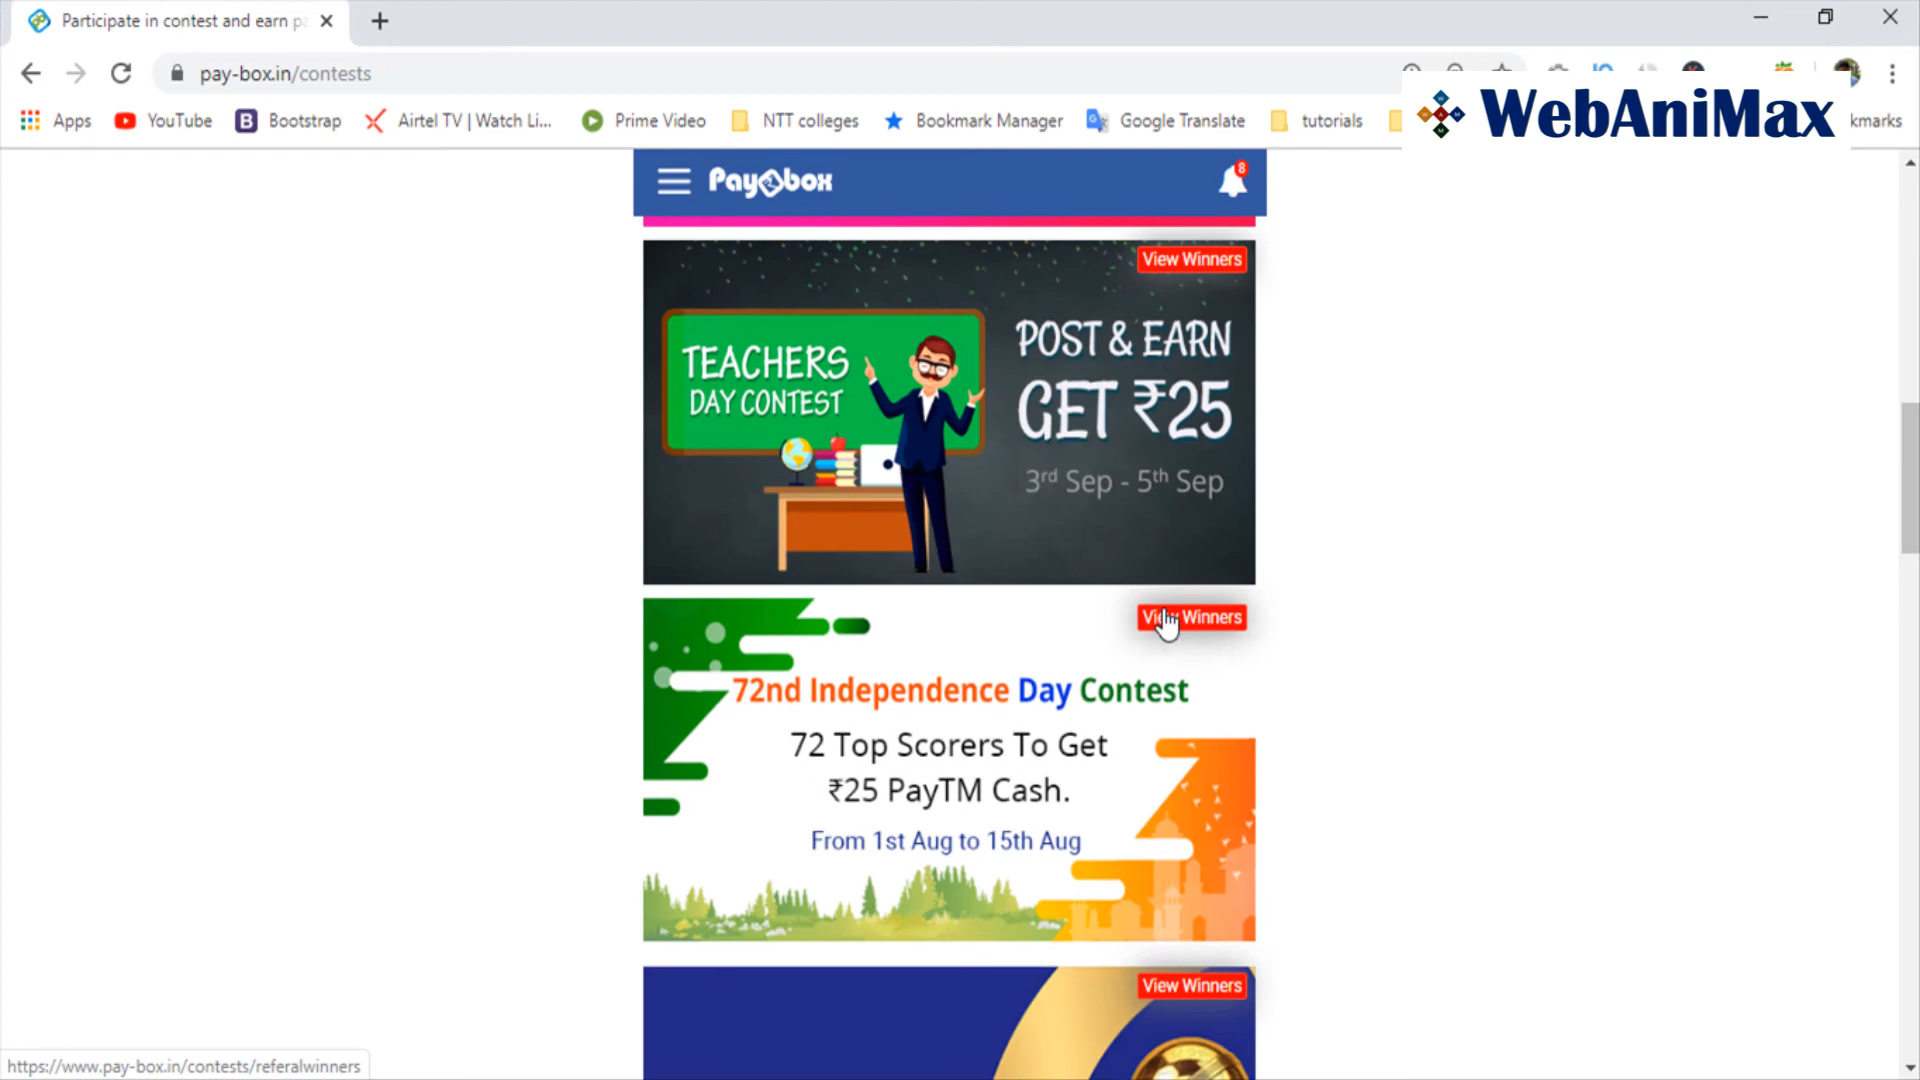 Participate in contest and earn pa
pay-box.in/contests
Apps
YouTube
B
Bootstrap
Airtel TV | Watch Li...
Prime Video
NTT colleges
Bookmark Manager
Google Translate
tutorials
kmarks
WebAniMax
Paybox
8
View Winners
TEACHERS
DAY CONTEST
POST & EARN
GET ₹25
3rd Sep - 5th Sep
View Winners
72nd Independence Day Contest
72 Top Scorers To Get
₹25 PayTM Cash.
From 1st Aug to 15th Aug
View Winners
https://www.pay-box.in/contests/referalwinners